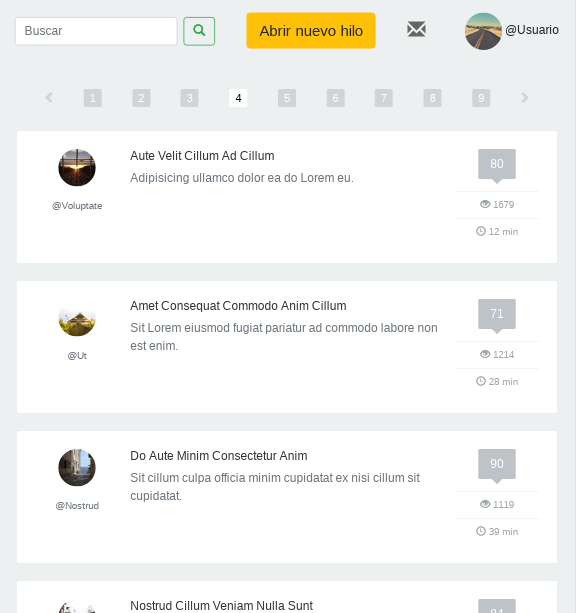 Buscar
Abrir nuevo hilo
@Usuario
1 2 3 4 5 6 7 8 9
Aute Velit Cillum Ad Cillum
Adipisicing ullamco dolor ea do Lorem eu.
@Voluptate
80
1679
12 min
Amet Consequat Commodo Anim Cillum
Sit Lorem eiusmod fugiat pariatur ad commodo labore non
est enim.
@Ut
71
1214
28 min
Do Aute Minim Consectetur Anim
Sit cillum culpa officia minim cupidatat ex nisi cillum sit
cupidatat.
@Nostrud
90
1119
39 min
Nostrud Cillum Veniam Nulla Sunt